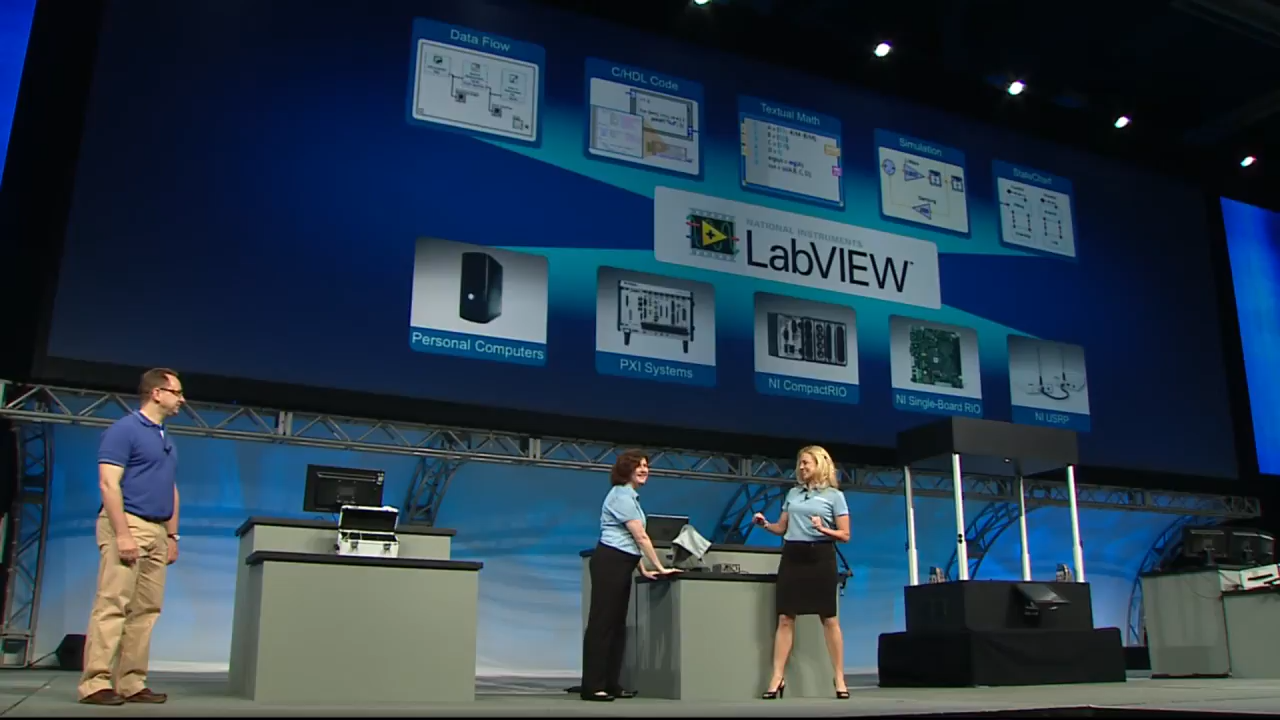 Data Flow
C/HDL Code
Textual Math
Simulation
StateChart
NATIONAL INSTRUMENTS
LabVIEW™
Personal Computers
PXI Systems
NI CompactRIO
NI Single-Board RIO
NI USRP